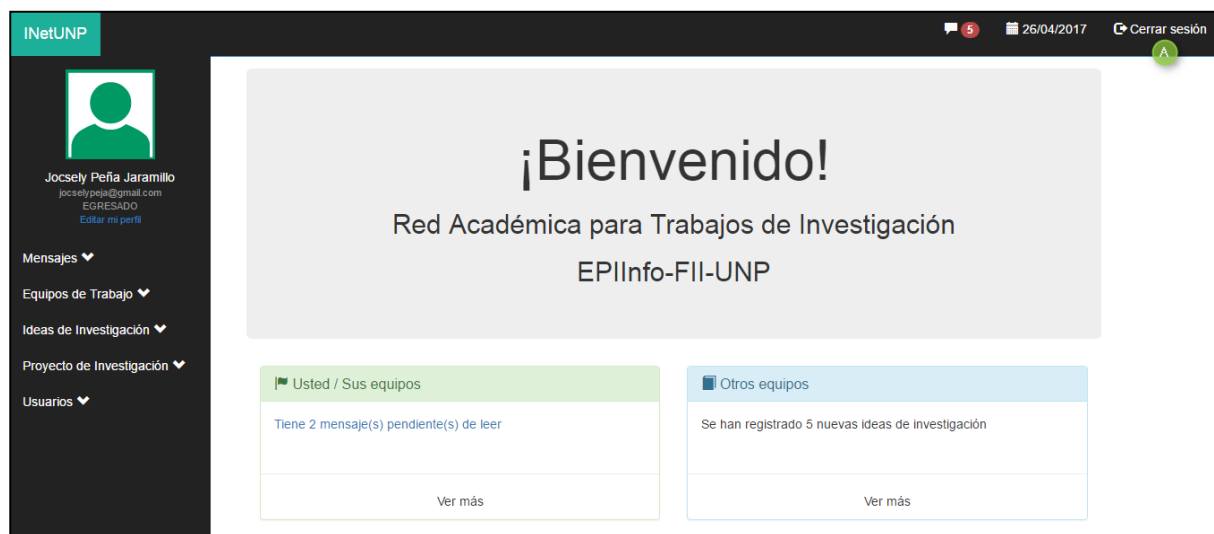 INetUNP
5
26/04/2017
Cerrar sesión
A
Jocsely Peña Jaramillo
jocselypeja@gmail.com
EGRESADO
Editar mi perfil
Mensajes
Equipos de Trabajo
Ideas de Investigación
Proyecto de Investigación
Usuarios
¡Bienvenido!
Red Académica para Trabajos de Investigación
EPIInfo-FII-UNP
Usted / Sus equipos
Tiene 2 mensaje(s) pendiente(s) de leer
Ver más
Otros equipos
Se han registrado 5 nuevas ideas de investigación
Ver más